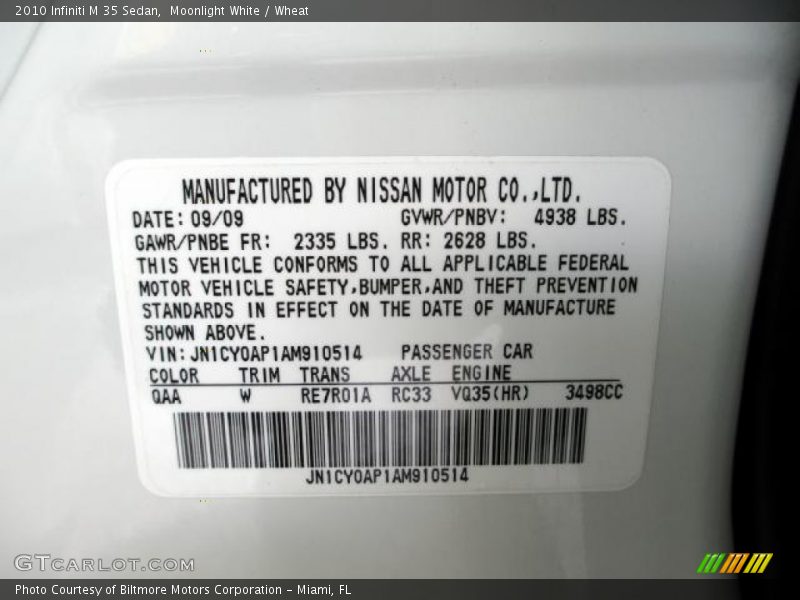 2010 Infiniti M 35 Sedan,  Moonlight White / Wheat
MANUFACTURED BY NISSAN MOTOR CO.,LTD.
DATE: 09/09 GVWR/PNBV: 4938 LBS.
GAWR/PNBE FR: 2335 LBS. RR: 2628 LBS.
THIS VEHICLE CONFORMS TO ALL APPLICABLE FEDERAL
MOTOR VEHICLE SAFETY,BUMPER,AND THEFT PREVENTION
STANDARDS IN EFFECT ON THE DATE OF MANUFACTURE
SHOWN ABOVE.
VIN: JN1CY0AP1AM910514 PASSENGER CAR
COLOR TRIM TRANS AXLE ENGINE
QAA W RE7R01A RC33 VQ35(HR) 3498CC
JN1CY0AP1AM910514
GTCARLOT.COM
Photo Courtesy of Biltmore Motors Corporation – Miami, FL